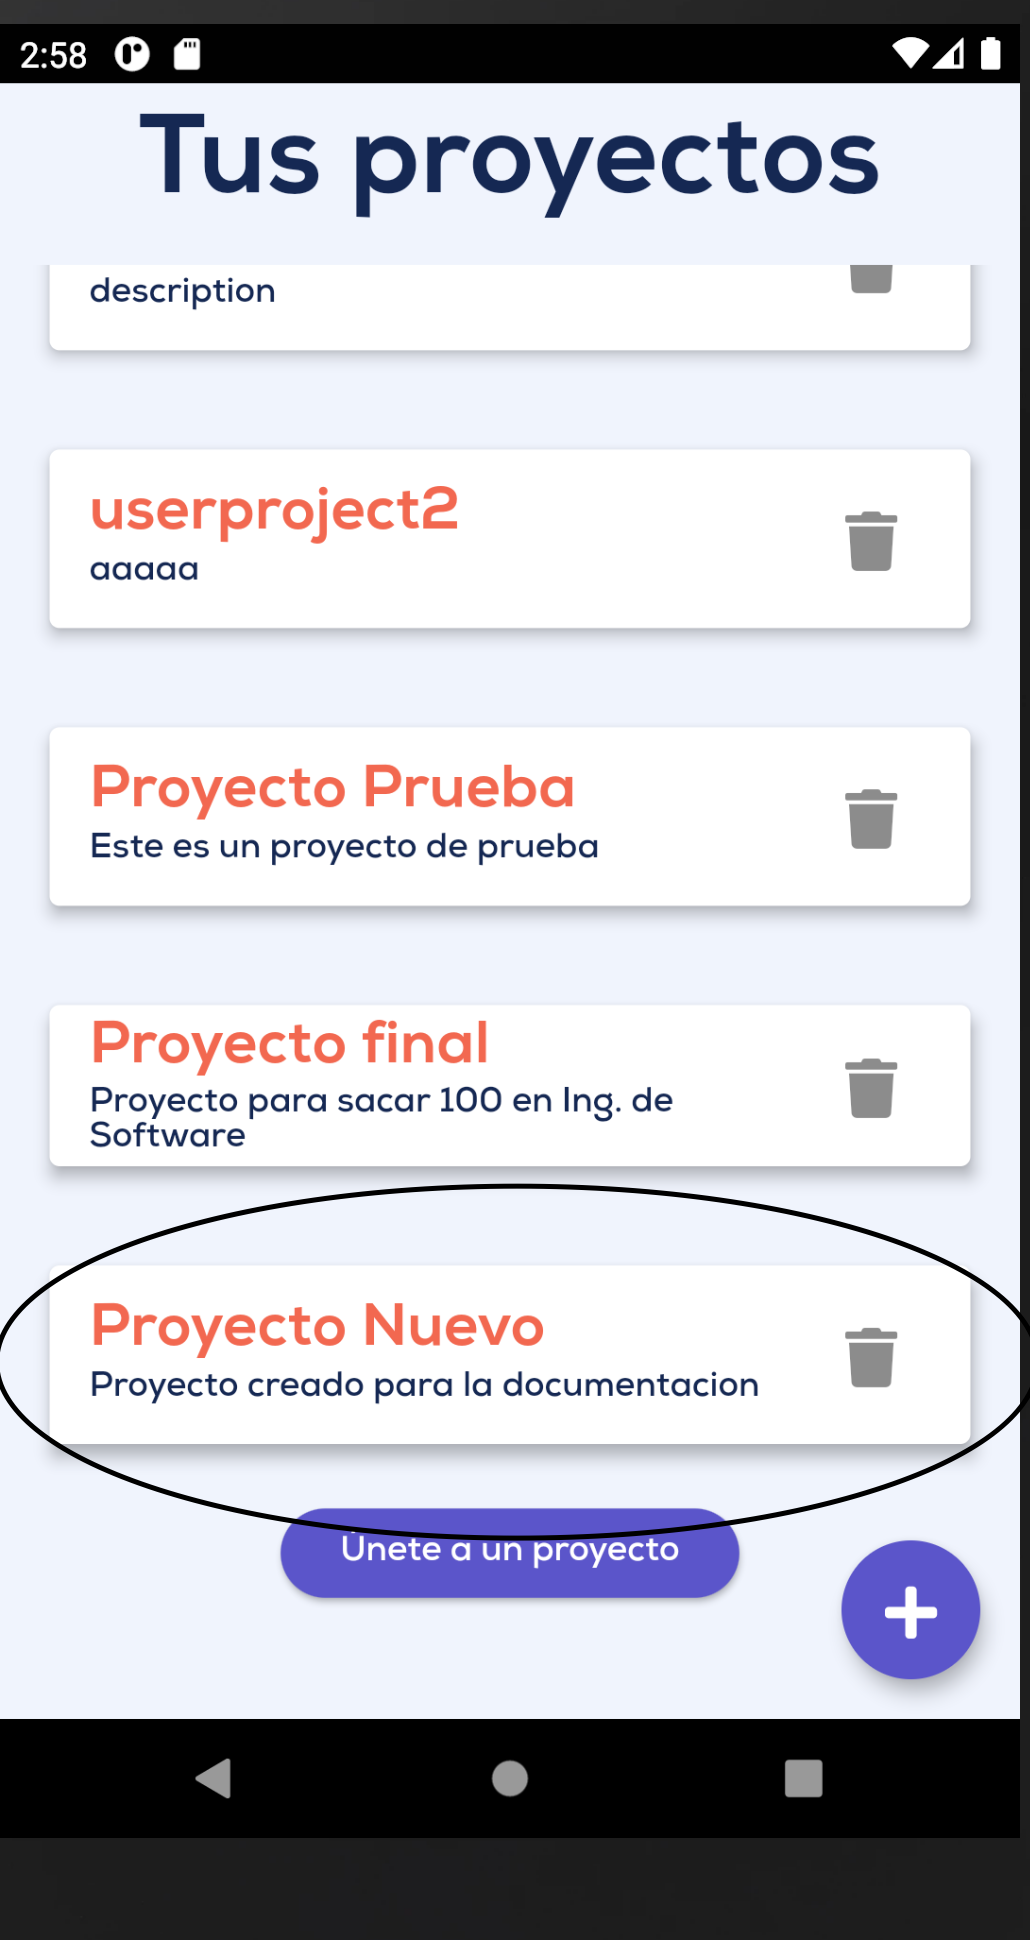 2:58
Tus proyectos
description
userproject2
aaaaa
Proyecto Prueba
Este es un proyecto de prueba
Proyecto final
Proyecto para sacar 100 en Ing. de
Software
Proyecto Nuevo
Proyecto creado para la documentacion
Únete a un proyecto